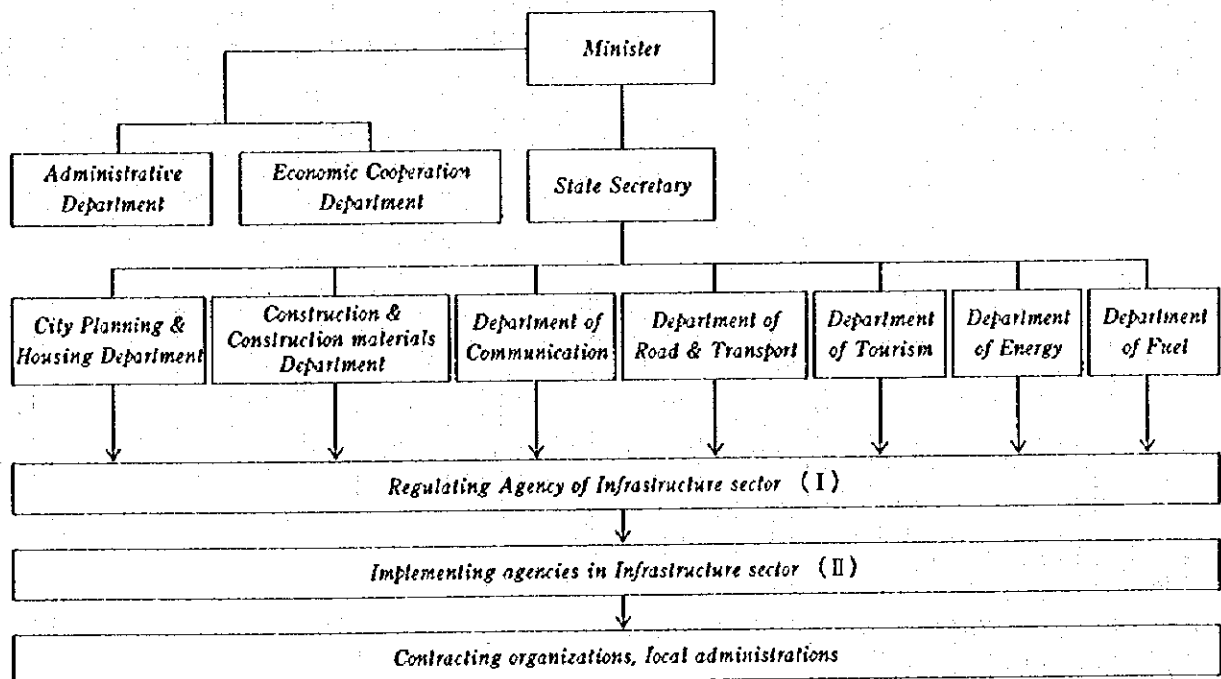 Minister
Administrative
Department
Economic Cooperation
Department
State Secretary
City Planning &
Housing Department
Construction &
Construction materials
Department
Department of
Communication
Department of
Road & Transport
Department
of Tourism
Department
of Energy
Department
of Fuel
Regulating Agency of Infrastructure sector (I)
Implementing agencies in Infrastructure sector (II)
Contracting organizations, local administrations